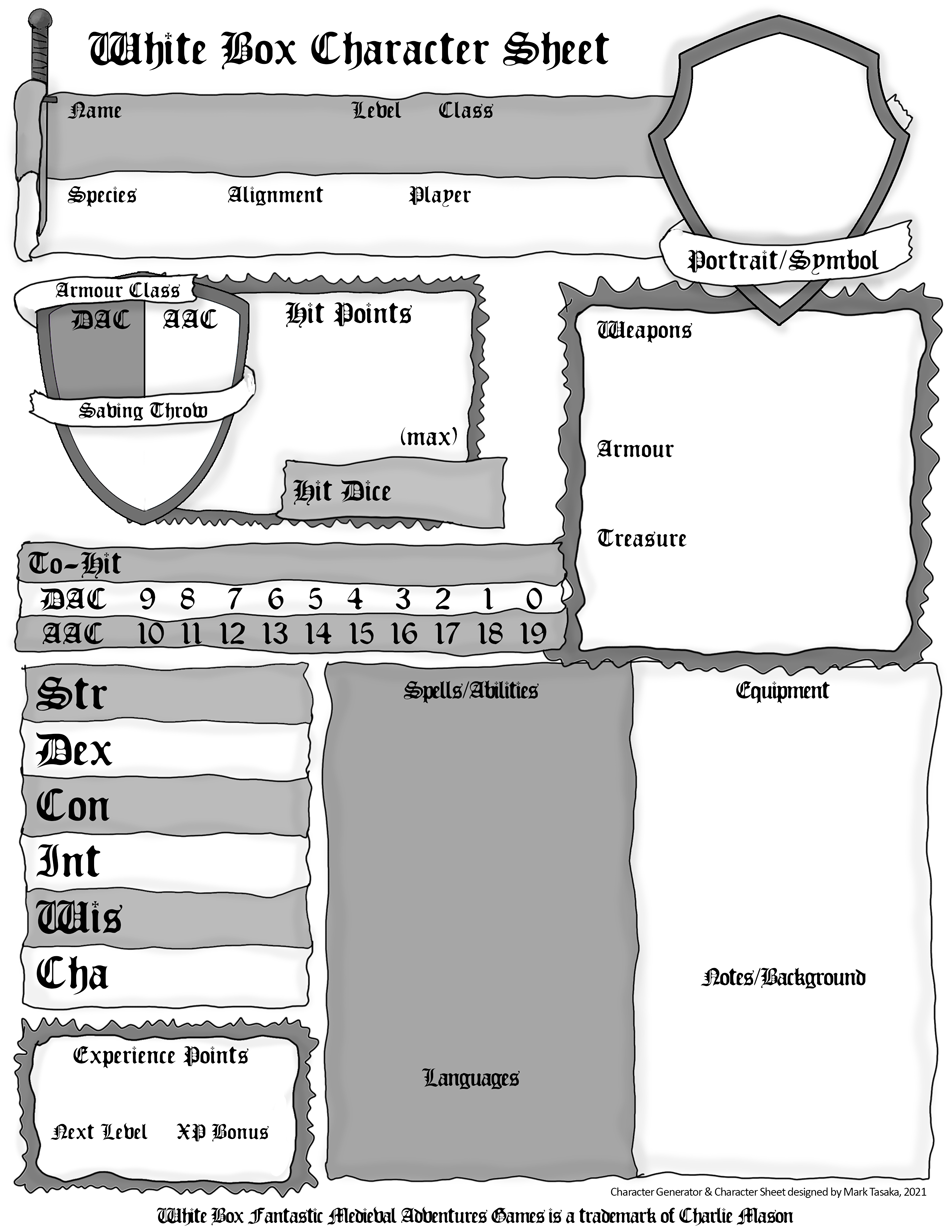 White Box Character Sheet
Name Level Class
Species Alignment Player
Portrait/Symbol
Armour Class
DAC AAC
Hit Points
Saving Throw
(max)
Hit Dice
Weapons
Armour
Treasure
To-Hit
DAC 9 8 7 6 5 4 3 2 1 0
AAC 10 11 12 13 14 15 16 17 18 19
Str
Dex
Con
Int
Wis
Cha
Experience Points
Next Level XP Bonus
Spells/Abilities
Languages
Equipment
Notes/Background
Character Generator & Character Sheet designed by Mark Tasaka, 2021
White Box Fantastic Medieval Adventures Games is a trademark of Charlie Mason